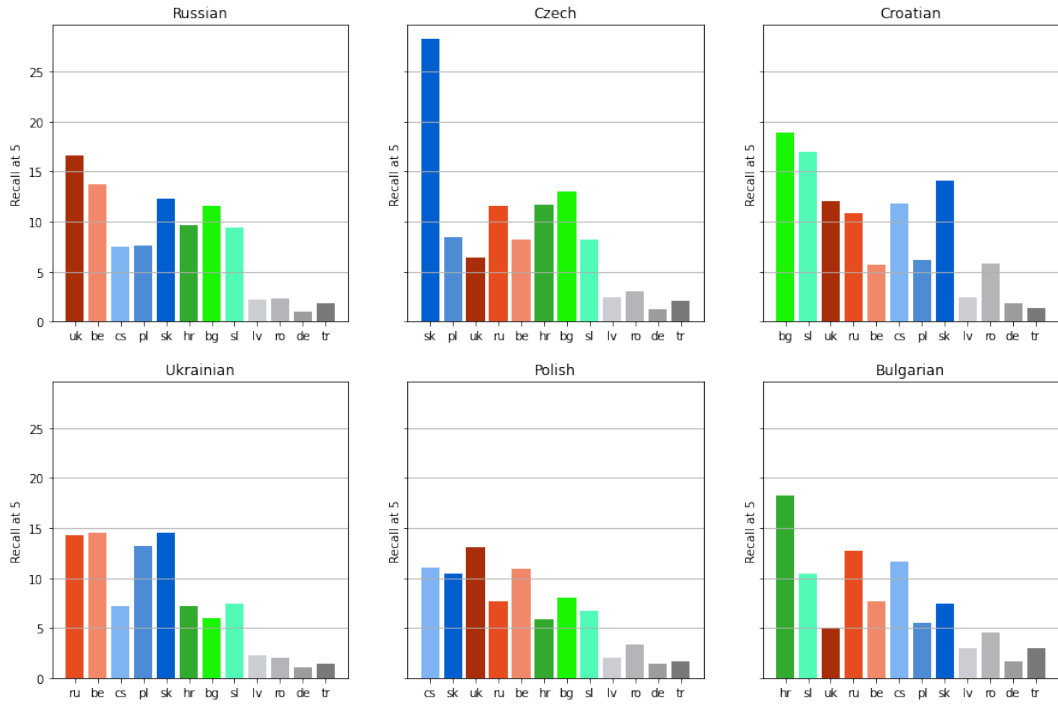 Russian
Czech
Croatian
Recall at 5
25
20
15
10
5
0
uk be cs pl sk hr bg sl lv ro de tr
Recall at 5
sk pl uk ru be hr bg sl lv ro de tr
Recall at 5
bg sl uk ru be cs pl sk lv ro de tr
Ukrainian
Polish
Bulgarian
Recall at 5
25
20
15
10
5
0
ru be cs pl sk hr bg sl lv ro de tr
Recall at 5
cs sk uk ru be hr bg sl lv ro de tr
Recall at 5
hr sl uk ru be cs pl sk lv ro de tr